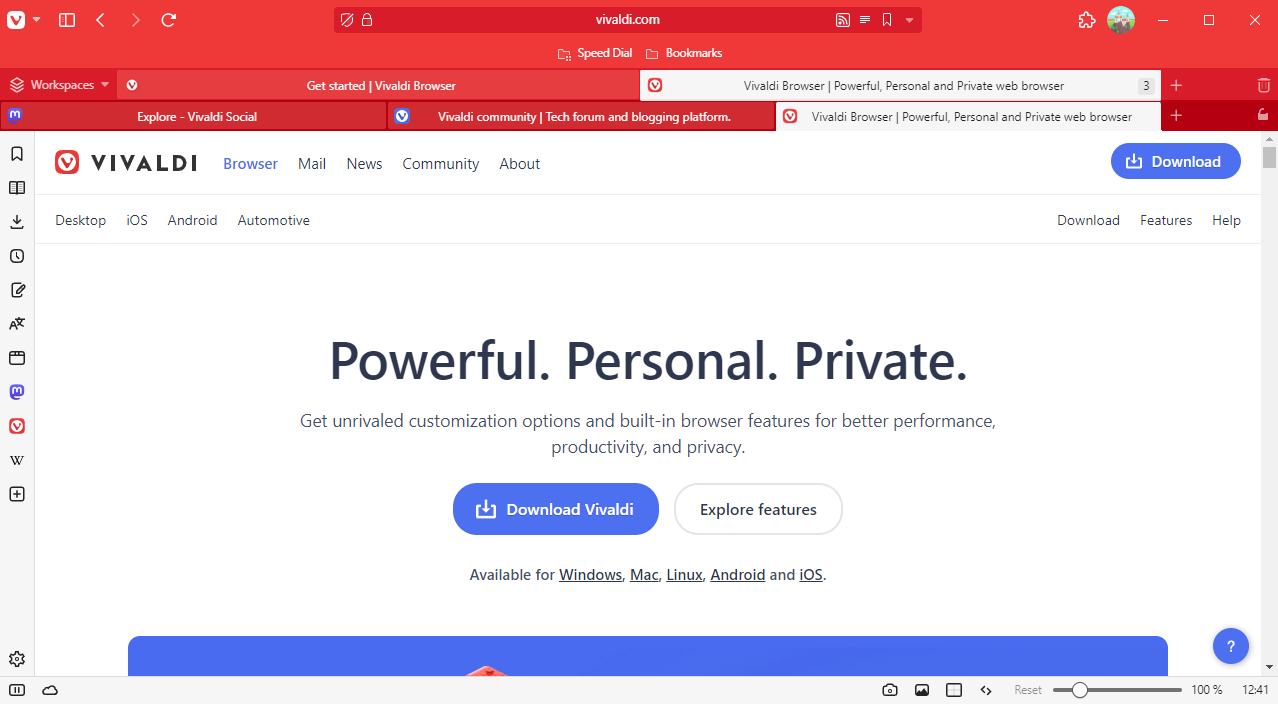 vivaldi.com
Speed Dial Bookmarks
Workspaces Get started | Vivaldi Browser Vivaldi Browser | Powerful, Personal and Private web browser 3
Explore - Vivaldi Social Vivaldi community | Tech forum and blogging platform. Vivaldi Browser | Powerful, Personal and Private web browser
VIVALDI Browser Mail News Community About Download
Desktop iOS Android Automotive Download Features Help
Powerful. Personal. Private.
Get unrivaled customization options and built-in browser features for better performance,
productivity, and privacy.
Download Vivaldi Explore features
Available for Windows, Mac, Linux, Android and iOS.
?
Reset 100 % 12:41